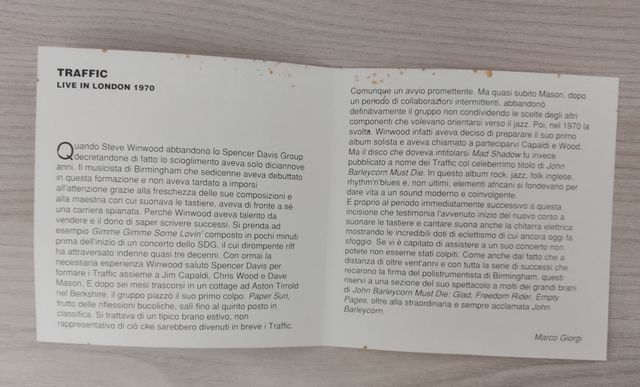 TRAFFIC
LIVE IN LONDON 1970
Quando Steve Winwood abbandonò lo Spencer Davis Group
decretandone di fatto lo scioglimento aveva solo diciannove
anni. Il musicista di Birmingham che sedicenne aveva debuttato
in questa formazione e non aveva tardato a imporsi
all'attenzione grazie alla freschezza delle sue composizioni e
alla maestria con cui suonava le tastiere, aveva di fronte a sé
una carriera spianata. Perché Winwood aveva talento da
vendere e il dono di saper scrivere successi. Si prenda ad
esempio Gimme Gimme Some Lovin' composto in pochi minuti
prima dell'inizio di un concerto dello SDG, il cui dirompente riff
ha attraversato indenne quasi tre decenni. Con ormai la
necessaria esperienza Winwood salutò Spencer Davis per
formare i Traffic assieme a Jim Capaldi, Chris Wood e Dave
Mason. E dopo sei mesi trascorsi in un cottage ad Aston Tirrold
nel Berkshire, il gruppo piazzò il suo primo colpo. Paper Sun,
frutto delle riflessioni bucoliche, salì fino al quinto posto in
classifica. Si trattava di un tipico brano estivo, non
rappresentativo di ciò che sarebbero divenuti in breve i Traffic.
Comunque un avvio promettente. Ma quasi subito Mason, dopo
un periodo di collaborazioni intermittenti, abbandonò
definitivamente il gruppo non condividendo le scelte degli altri
componenti che volevano orientarsi verso il jazz. Poi, nel 1970 la
svolta. Winwood infatti aveva deciso di preparare il suo primo
album solista e aveva chiamato a parteciparvi Capaldi e Wood.
Ma il disco che doveva intitolarsi Mad Shadow fu invece
pubblicato a nome dei Traffic col celeberrimo titolo di John
Barleycorn Must Die. In questo album rock, jazz, folk inglese,
rhythm'n'blues e, non ultimi, elementi africani si fondevano per
dare vita a un sound moderno e coinvolgente.
E proprio al periodo immediatamente successivo a questa
incisione che testimonia l'avvenuto inizio del nuovo corso a
suonare le tastiere e cantare suona anche la chitarra elettrica
mostrando le incredibili doti di eclettismo di cui ancora oggi fa
sfoggio. Se vi è capitato di assistere a un suo concerto non
potete non esserne stati colpiti. Come anche dal fatto che a
distanza di oltre vent'anni e con tutta la serie di successi che
recarono la firma del polistrumentista di Birmingham, questi
riservi a una sezione del suo spettacolo a molti dei grandi brani
di John Barleycorn Must Die: Glad, Freedom Rider, Empty
Pages, oltre alla straordinaria e sempre acclamata John
Barleycorn.
Marco Giorgi